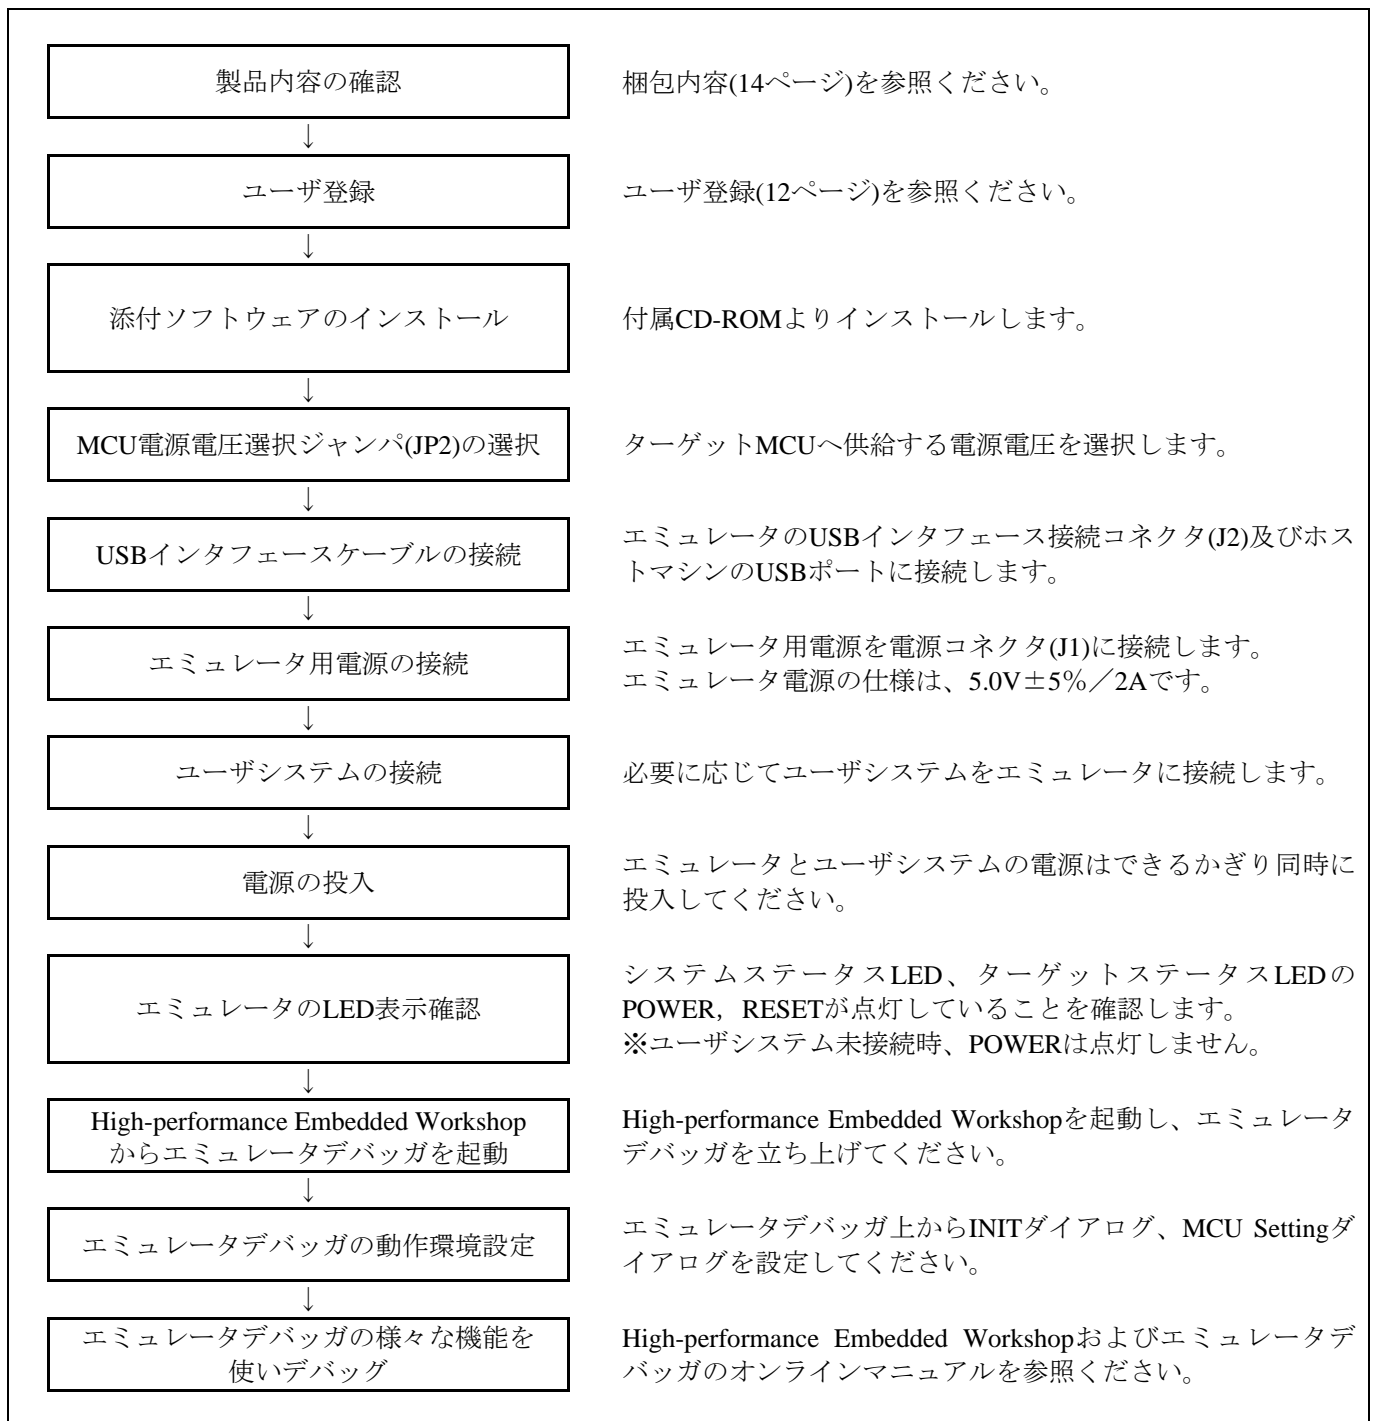 製品内容の確認
梱包内容(14ページ)を参照ください。
↓
ユーザ登録
ユーザ登録(12ページ)を参照ください。
↓
添付ソフトウェアのインストール
付属CD-ROMよりインストールします。
↓
MCU電源電圧選択ジャンパ(JP2)の選択
ターゲットMCUへ供給する電源電圧を選択します。
↓
USBインタフェースケーブルの接続
エミュレータのUSBインタフェース接続コネクタ(J2)及びホス
トマシンのUSBポートに接続します。
↓
エミュレータ用電源の接続
エミュレータ用電源を電源コネクタ(J1)に接続します。
エミュレータ電源の仕様は、5.0V±5%／2Aです。
↓
ユーザシステムの接続
必要に応じてユーザシステムをエミュレータに接続します。
↓
電源の投入
エミュレータとユーザシステムの電源はできるかぎり同時に
投入してください。
↓
エミュレータのLED表示確認
システムステータスLED、ターゲットステータスLEDの
POWER，RESETが点灯していることを確認します。
※ユーザシステム未接続時、POWERは点灯しません。
↓
High-performance Embedded Workshop
からエミュレータデバッガを起動
High-performance Embedded Workshopを起動し、エミュレータ
デバッガを立ち上げてください。
↓
エミュレータデバッガの動作環境設定
エミュレータデバッガ上からINITダイアログ、MCU Settingダ
イアログを設定してください。
↓
エミュレータデバッガの様々な機能を
使いデバッグ
High-performance Embedded Workshopおよびエミュレータデ
バッガのオンラインマニュアルを参照ください。